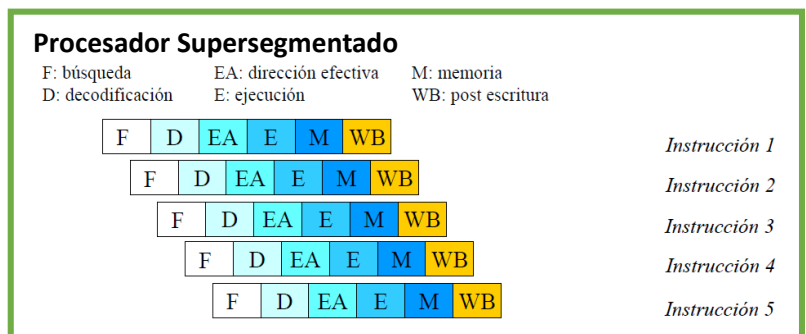 Procesador Supersegmentado
F: búsqueda EA: dirección efectiva M: memoria
D: decodificación E: ejecución WB: post escritura
F D EA E M WB Instrucción 1
F D EA E M WB Instrucción 2
F D EA E M WB Instrucción 3
F D EA E M WB Instrucción 4
F D EA E M WB Instrucción 5